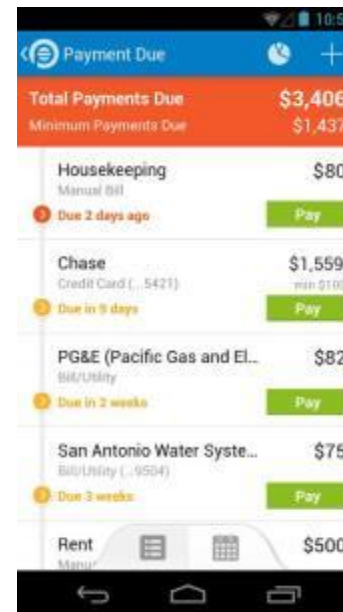 10:5
Payment Due
Total Payments Due $3,406
Minimum Payments Due $1,437
Housekeeping $80
Manual Bill
Due 2 days ago Pay
Chase $1,559
Credit Card (...5421) min $100
Due in 9 days Pay
PG&E (Pacific Gas and El... $82
Bill/Utility
Due in 2 weeks Pay
San Antonio Water Syste... $75
Bill/Utility (...9504)
Due 3 weeks Pay
Rent $500